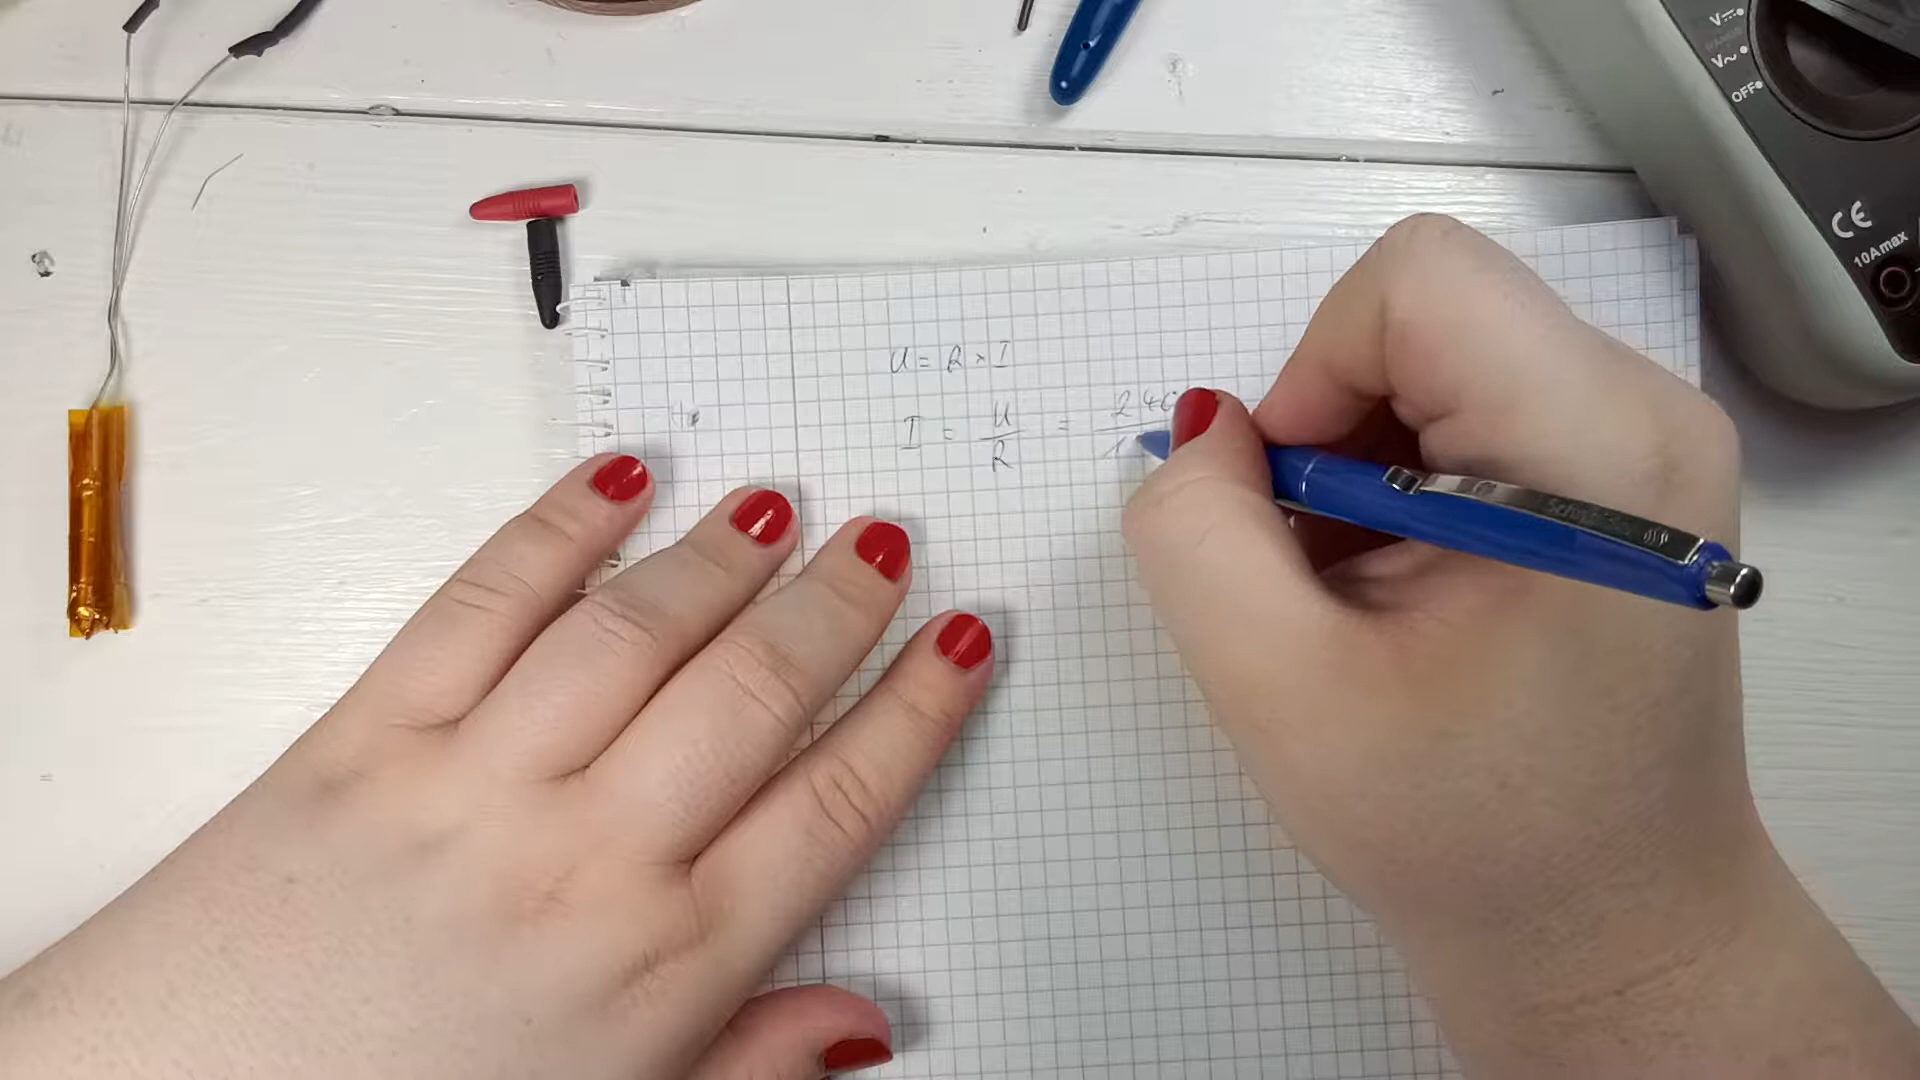 V
V~
OFF
CE
10Amax
U = R × I
I = U/R = 240